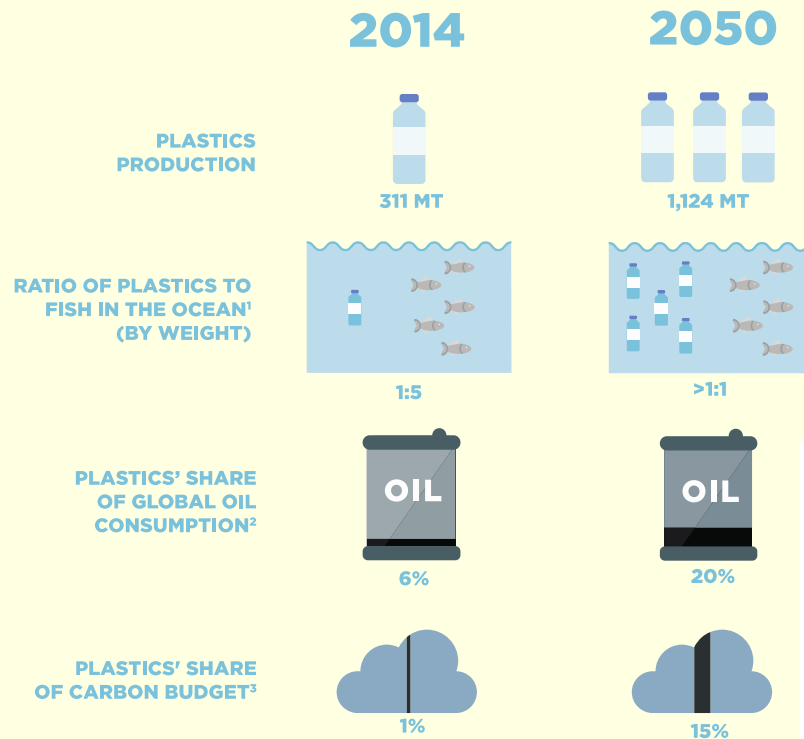 2014 2050
PLASTICS
PRODUCTION
311 MT 1,124 MT
RATIO OF PLASTICS TO
FISH IN THE OCEAN¹
(BY WEIGHT)
1:5 >1:1
PLASTICS’ SHARE
OF GLOBAL OIL
CONSUMPTION²
OIL OIL
6% 20%
PLASTICS' SHARE
OF CARBON BUDGET³
1% 15%